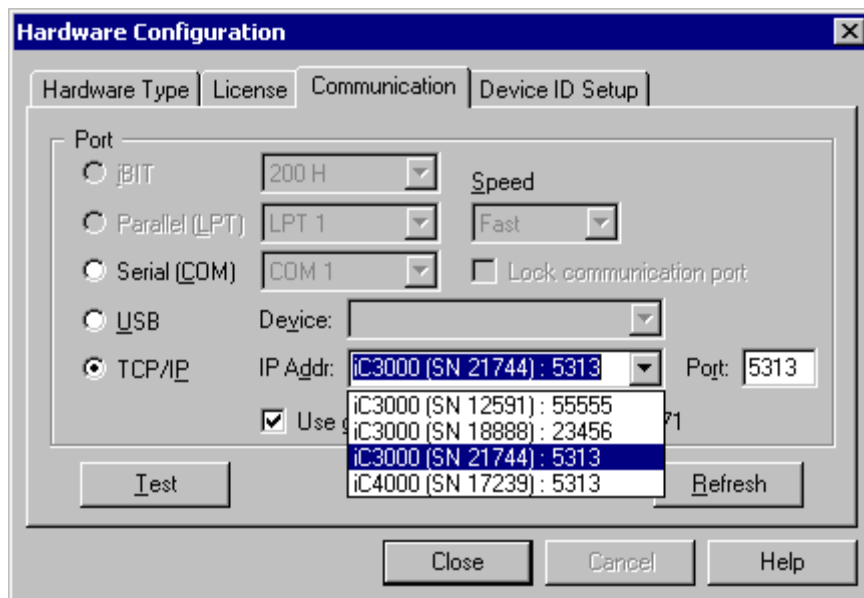 Hardware Configuration
Hardware Type License Communication Device ID Setup
Port
iBIT 200 H Speed
Parallel (LPT) LPT 1 Fast
Serial (COM) COM 1 Lock communication port
USB Device:
TCP/IP IP Addr: iC3000 (SN 21744) : 5313 Port: 5313
iC3000 (SN 12591) : 55555
Use 71
iC3000 (SN 18888) : 23456
iC3000 (SN 21744) : 5313
iC4000 (SN 17239) : 5313
Test Refresh
Close Cancel Help